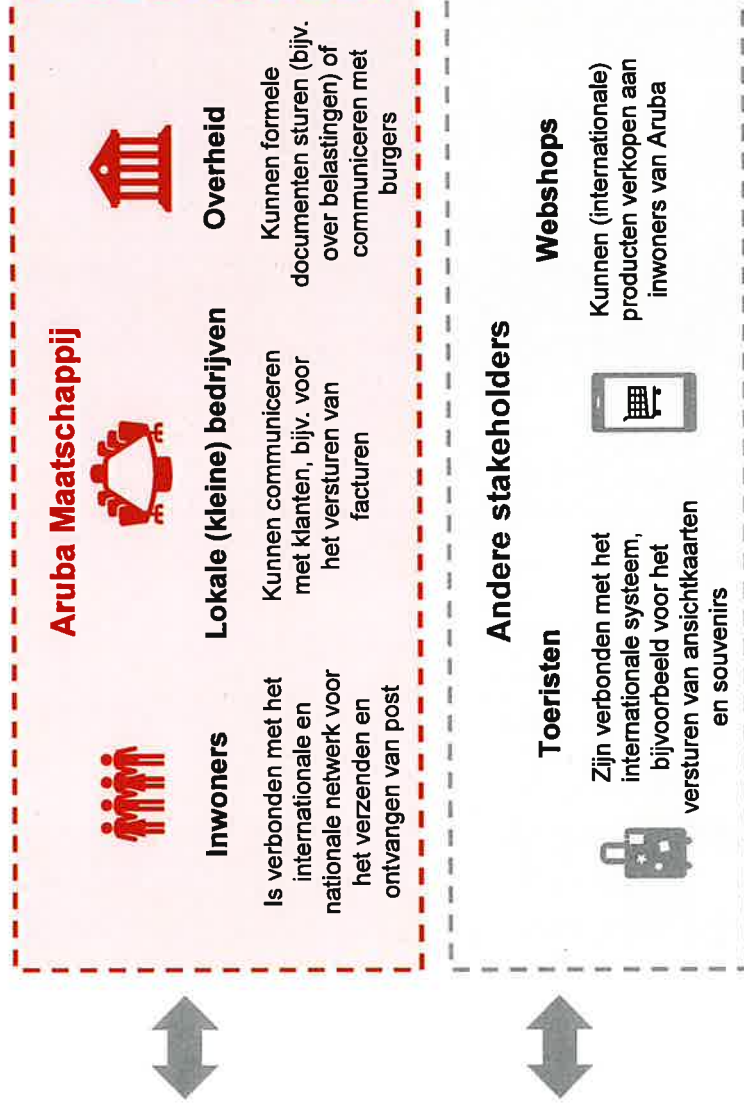 Aruba Maatschappij
Inwoners
Is verbonden met het
internationale en
nationale netwerk voor
het verzenden en
ontvangen van post
Lokale (kleine) bedrijven
Kunnen communiceren
met klanten, bijv. voor
het versturen van
facturen
Overheid
Kunnen formele
documenten sturen (bijv.
over belastingen) of
communiceren met
burgers
Andere stakeholders
Toeristen
Zijn verbonden met het
internationale systeem,
bijvoorbeeld voor het
versturen van ansichtkaarten
en souvenirs
Webshops
Kunnen (internationale)
producten verkopen aan
inwoners van Aruba